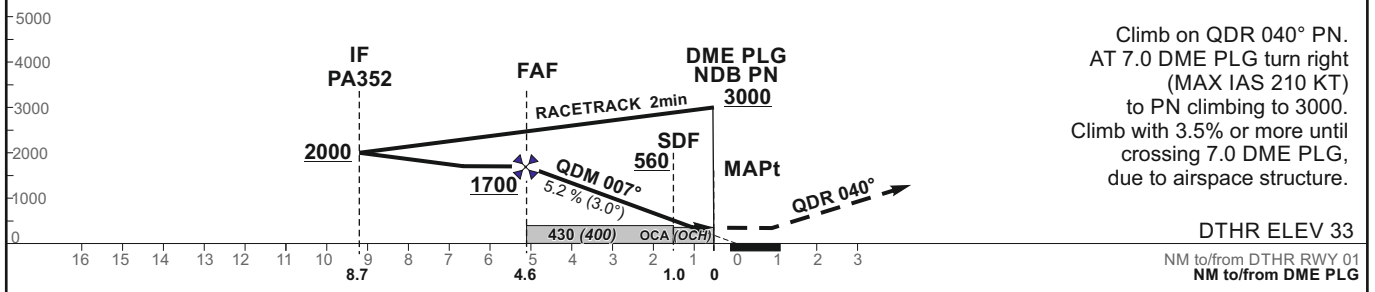 5000
4000
3000
2000
1000
0
IF
PA352
FAF
DME PLG
NDB PN
3000
RACETRACK 2min
SDF
560
2000
1700
QDM 007°
5.2 % (3.0°)
MAPt
QDR 040°
430 (400) OCA (OCH)
Climb on QDR 040° PN.
AT 7.0 DME PLG turn right
(MAX IAS 210 KT)
to PN climbing to 3000.
Climb with 3.5% or more until
crossing 7.0 DME PLG,
due to airspace structure.
DTHR ELEV 33
16 15 14 13 12 11 10 9 8 7 6 5 4 3 2 1 0 1 2 3
NM to/from DTHR RWY 01
8.7 4.6 1.0 0
NM to/from DME PLG